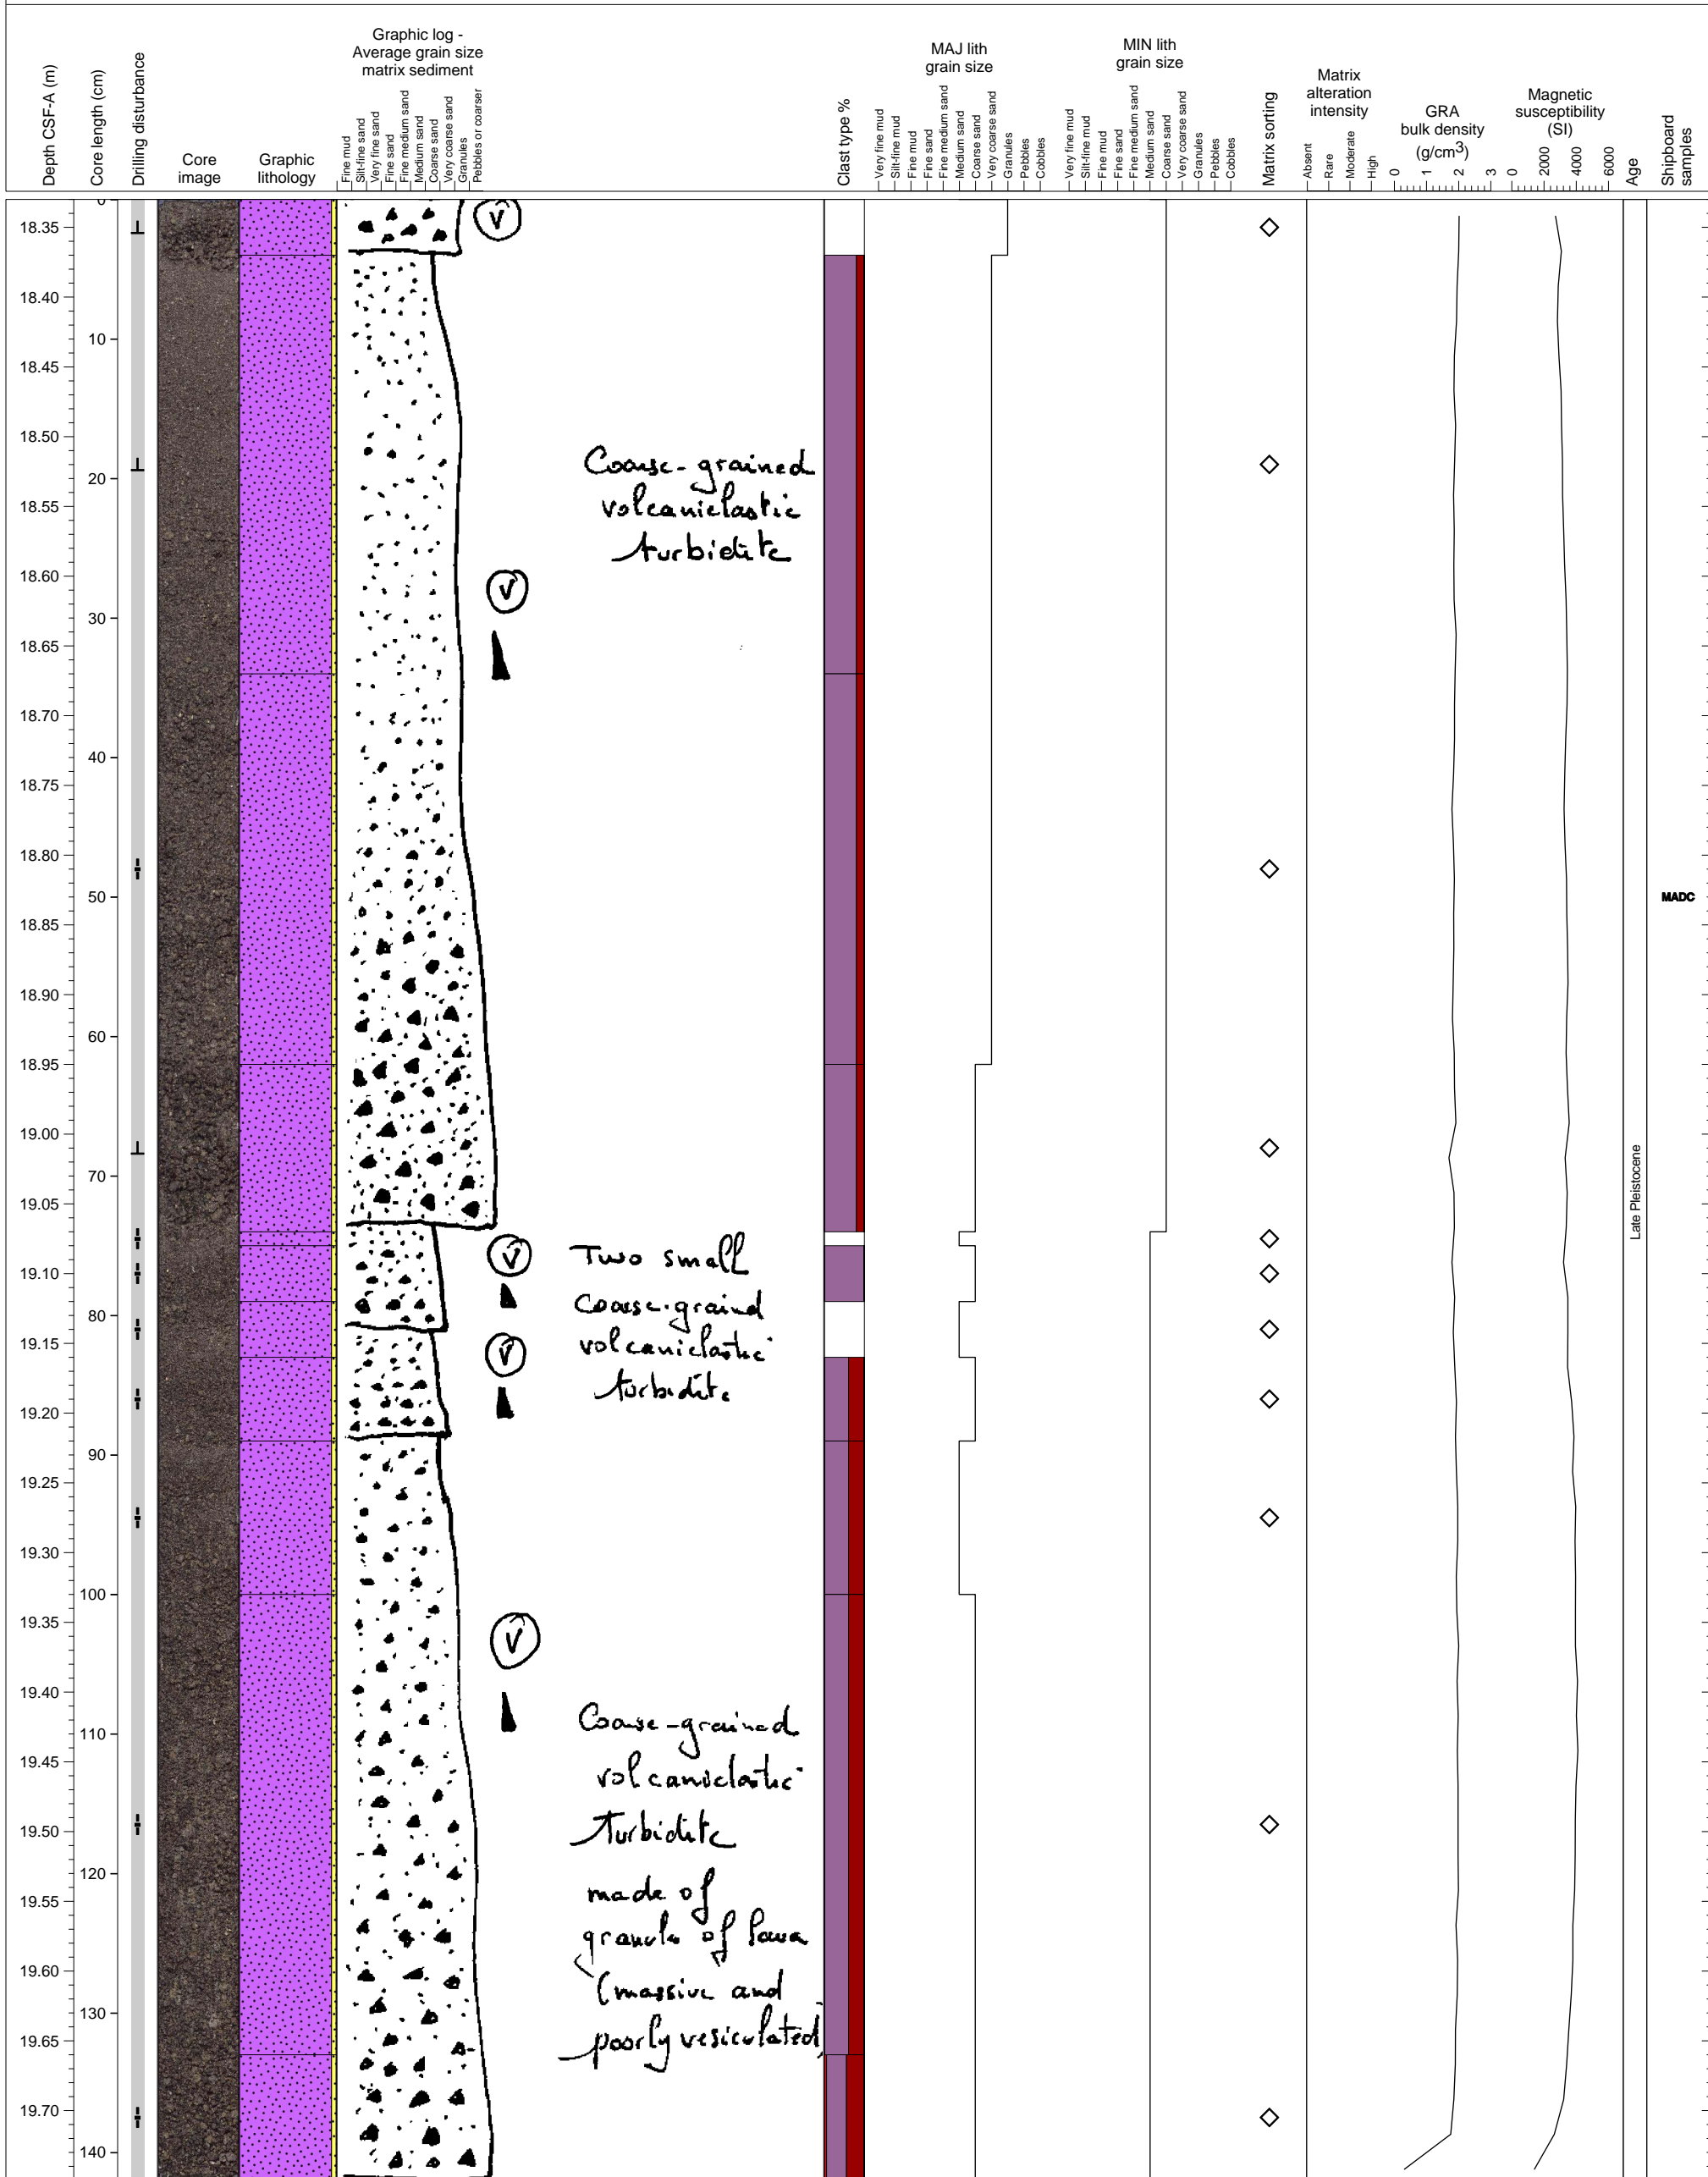 Depth CSF-A (m)
Core length (cm)
Drilling disturbance
Core
image
Graphic
lithology
Graphic log -
Average grain size
matrix sediment
Fine mud
Silt-fine sand
Very fine sand
Fine sand
Fine medium sand
Medium sand
Coarse sand
Very coarse sand
Granules
Pebbles or coarser
Clast type %
MAJ lith
grain size
Very fine mud
Silt-fine mud
Fine mud
Fine sand
Fine medium sand
Medium sand
Coarse sand
Very coarse sand
Granules
Pebbles
Cobbles
MIN lith
grain size
Very fine mud
Silt-fine mud
Fine mud
Fine sand
Fine medium sand
Medium sand
Coarse sand
Very coarse sand
Granules
Pebbles
Cobbles
Matrix sorting
Matrix
alteration
intensity
Absent
Rare
Moderate
High
GRA
bulk density
(g/cm3)
0 1 2 3
Magnetic
susceptibility
(SI)
0 2000 4000 6000
Age
Shipboard
samples
0
18.35
18.40
10
18.45
18.50
20
18.55
18.60
30
18.65
18.70
40
18.75
18.80
50
18.85
18.90
60
18.95
19.00
70
19.05
19.10
80
19.15
19.20
90
19.25
19.30
100
19.35
19.40
110
19.45
19.50
120
19.55
19.60
130
19.65
19.70
140
V
Coarse-grained
volcaniclastic
turbidite
V
V
Two small
Coarse-graind
V
volcaniclastic
turbidite
V
Coarse-grained
volcaniclastic
turbidite
made of
granule of lava
(massive and
poorly vesiculated)
MADC
Late Pleistocene